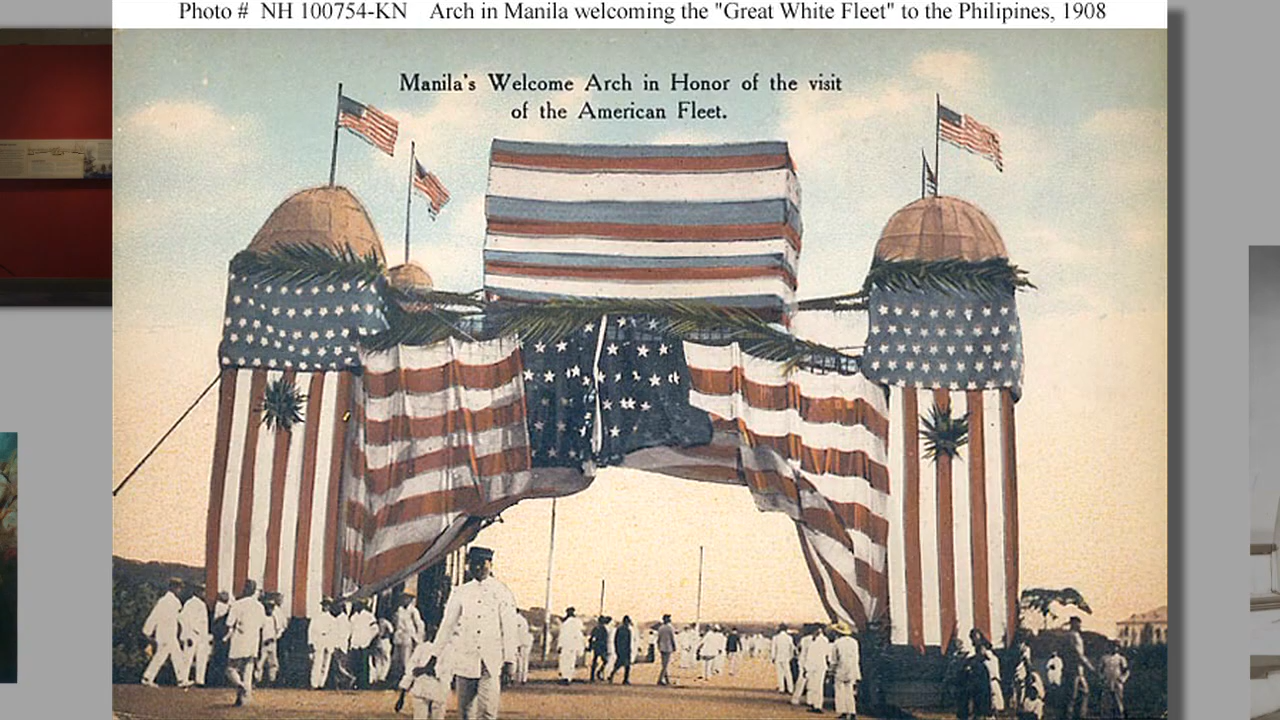 Photo # NH 100754-KN Arch in Manila welcoming the "Great White Fleet" to the Philipines, 1908
Manila's Welcome Arch in Honor of the visit
of the American Fleet.